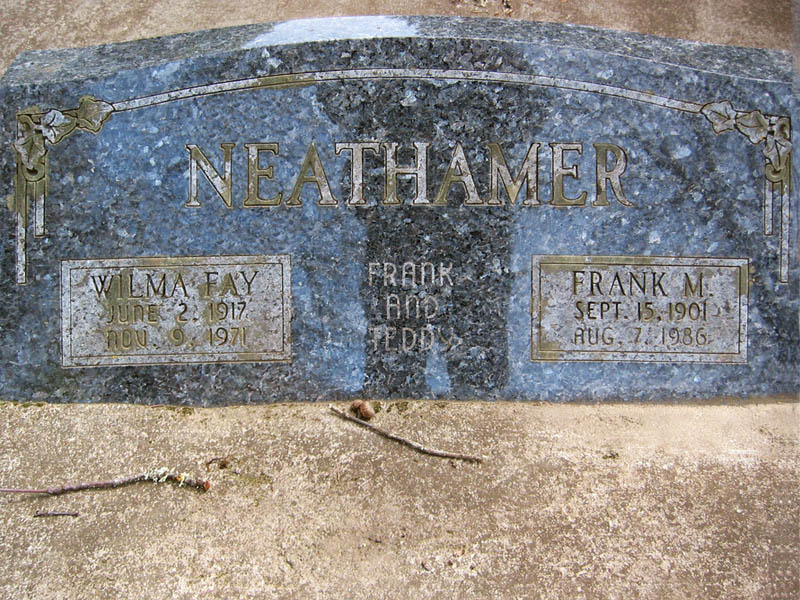 NEATHAMER
WILMA FAY
JUNE 2, 1917
NOV. 9, 1971
FRANK
AND
TEDDY
FRANK M.
SEPT. 15, 1901
AUG. 7, 1986